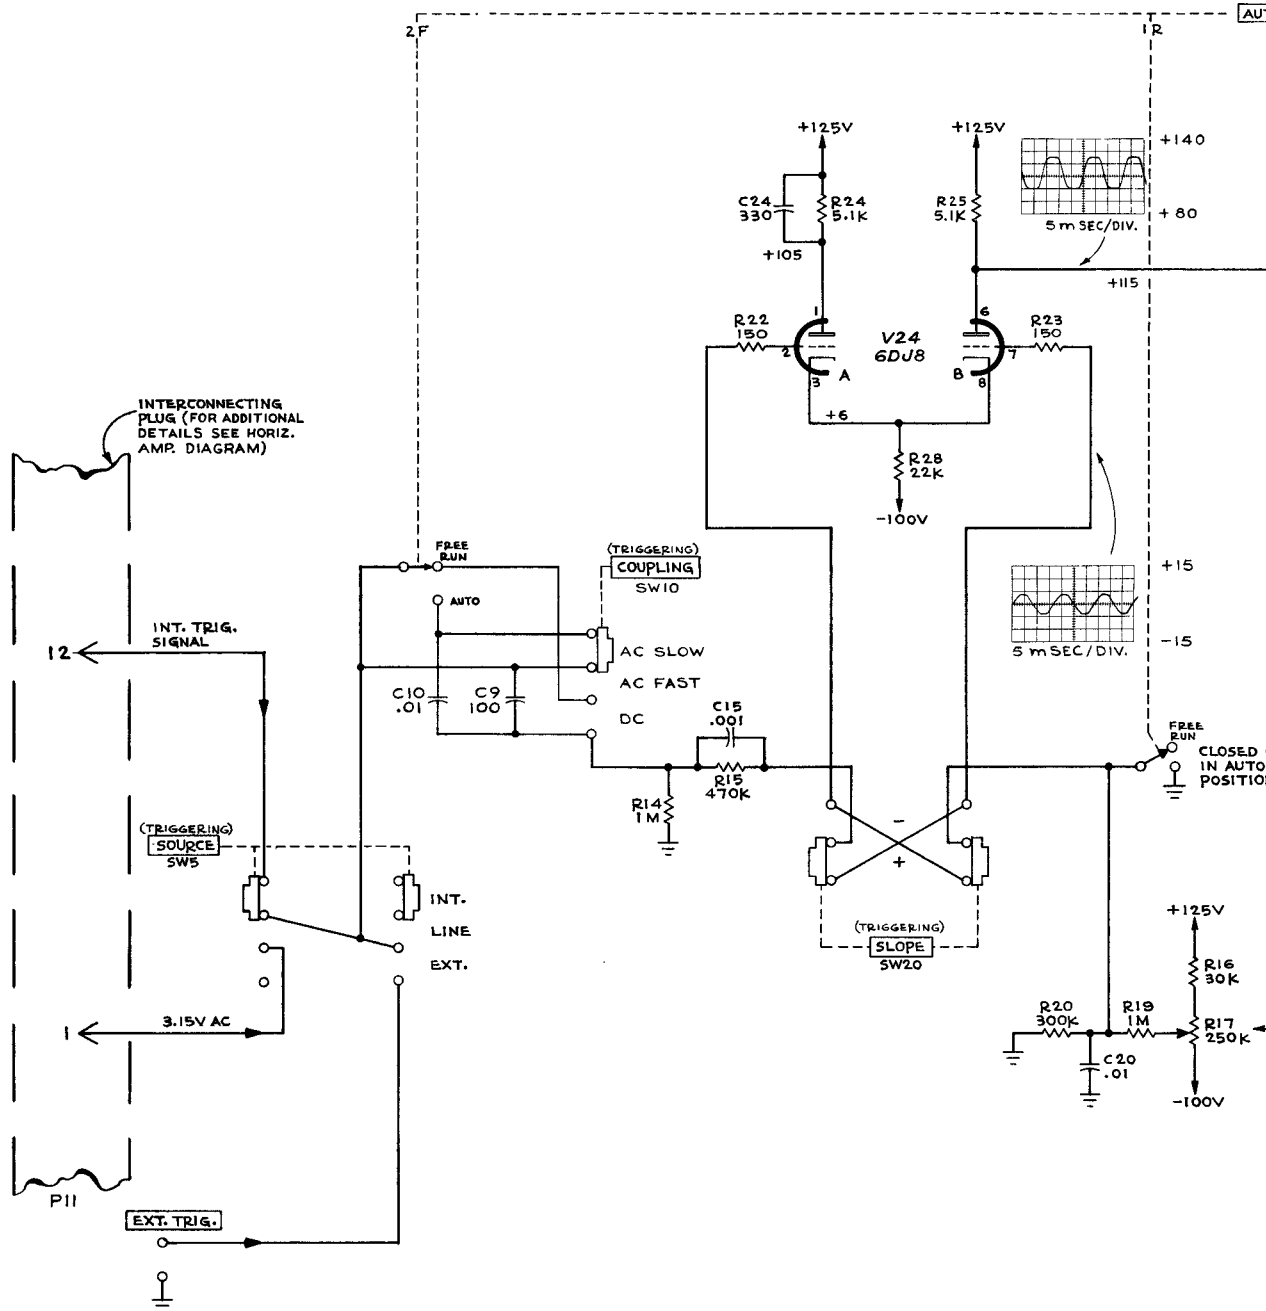 2F
1R
AUT
+125V
+125V
+140
C24
330
R24
5.1K
R25
5.1K
+80
5 m SEC/DIV.
+105
+115
1
6
R22
150
R23
150
2
V24
6DJ8
7
3
A
B
8
+6
INTERCONNECTING
PLUG (FOR ADDITIONAL
DETAILS SEE HORIZ.
AMP. DIAGRAM)
R28
22K
-100V
FREE
RUN
(TRIGGERING)
COUPLING
SW10
+15
AUTO
INT. TRIG.
SIGNAL
12
AC SLOW
-15
5 mSEC/DIV.
AC FAST
C10
.01
C9
100
DC
C15
.001
FREE
RUN
CLOSED
IN AUTO
POSITIO
R15
470K
R14
1M
(TRIGGERING)
SOURCE
SW5
-
+
INT.
LINE
EXT.
(TRIGGERING)
SLOPE
SW20
+125V
R16
30K
1
3.15V AC
R20
300K
R19
1M
R17
250K
C20
.01
-100V
P11
EXT. TRIG.